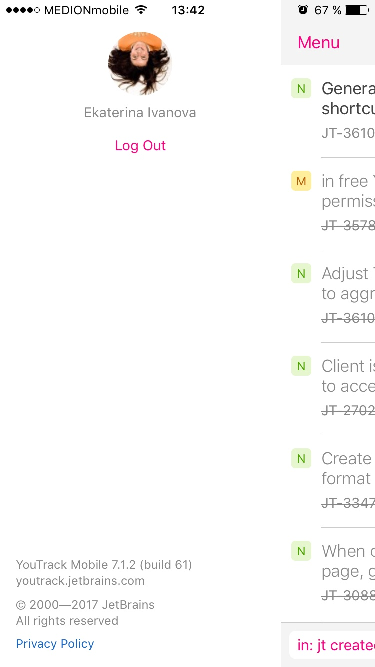 MEDIONmobile 13:42 67 %
Ekaterina Ivanova
Log Out
Menu
N Genera
shortcu
JT-3610
M in free
permiss
JT-3578
N Adjust
to aggr
JT-3610
N Client is
to acce
JT-2702
N Create
format
JT-3347
N When
page, g
JT-3088
in: jt create
YouTrack Mobile 7.1.2 (build 61)
youtrack.jetbrains.com
© 2000—2017 JetBrains
All rights reserved
Privacy Policy